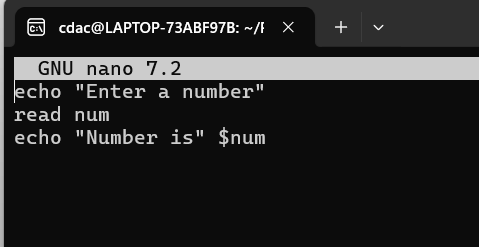 cdac@LAPTOP-73ABF97B: ~/
GNU nano 7.2
echo "Enter a number"
read num
echo "Number is" $num